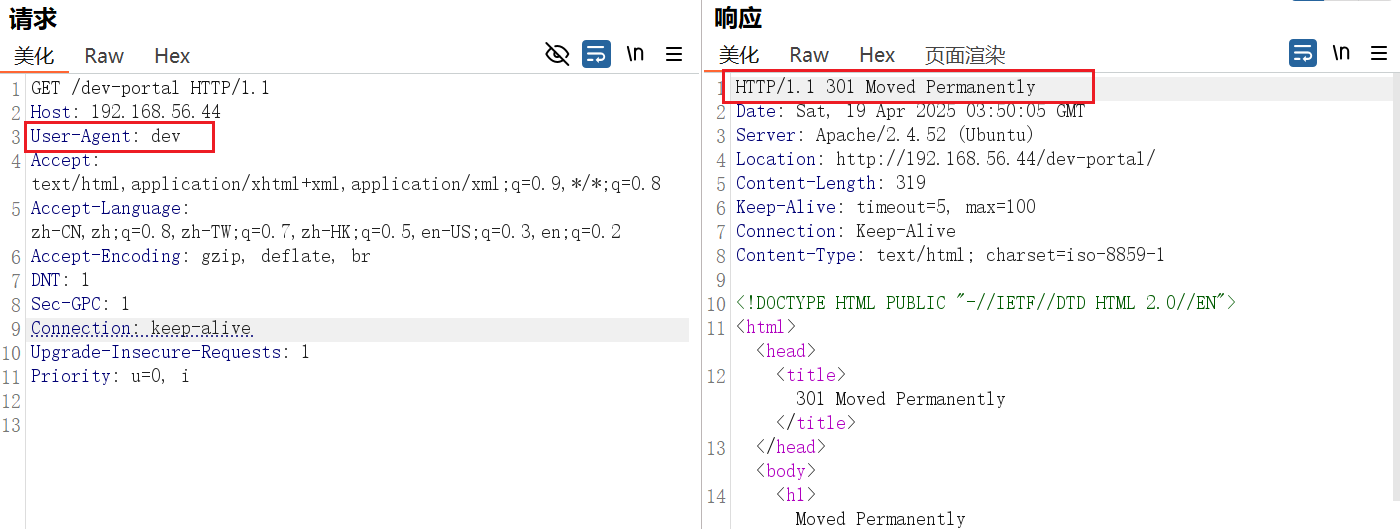 请求
美化 Raw Hex \n
1 GET /dev-portal HTTP/1.1
2 Host: 192.168.56.44
3 User-Agent: dev
4 Accept:
text/html,application/xhtml+xml,application/xml;q=0.9,*/*;q=0.8
5 Accept-Language:
zh-CN,zh;q=0.8,zh-TW;q=0.7,zh-HK;q=0.5,en-US;q=0.3,en;q=0.2
6 Accept-Encoding: gzip, deflate, br
7 DNT: 1
8 Sec-GPC: 1
9 Connection: keep-alive
10 Upgrade-Insecure-Requests: 1
11 Priority: u=0, i
12
13
响应
美化 Raw Hex 页面渲染 \n
1 HTTP/1.1 301 Moved Permanently
2 Date: Sat, 19 Apr 2025 03:50:05 GMT
3 Server: Apache/2.4.52 (Ubuntu)
4 Location: http://192.168.56.44/dev-portal/
5 Content-Length: 319
6 Keep-Alive: timeout=5, max=100
7 Connection: Keep-Alive
8 Content-Type: text/html; charset=iso-8859-1
9
10 <!DOCTYPE HTML PUBLIC "-//IETF//DTD HTML 2.0//EN">
11 <html>
<head>
12 <title>
301 Moved Permanently
</title>
13 </head>
<body>
14 <h1>
Moved Permanently